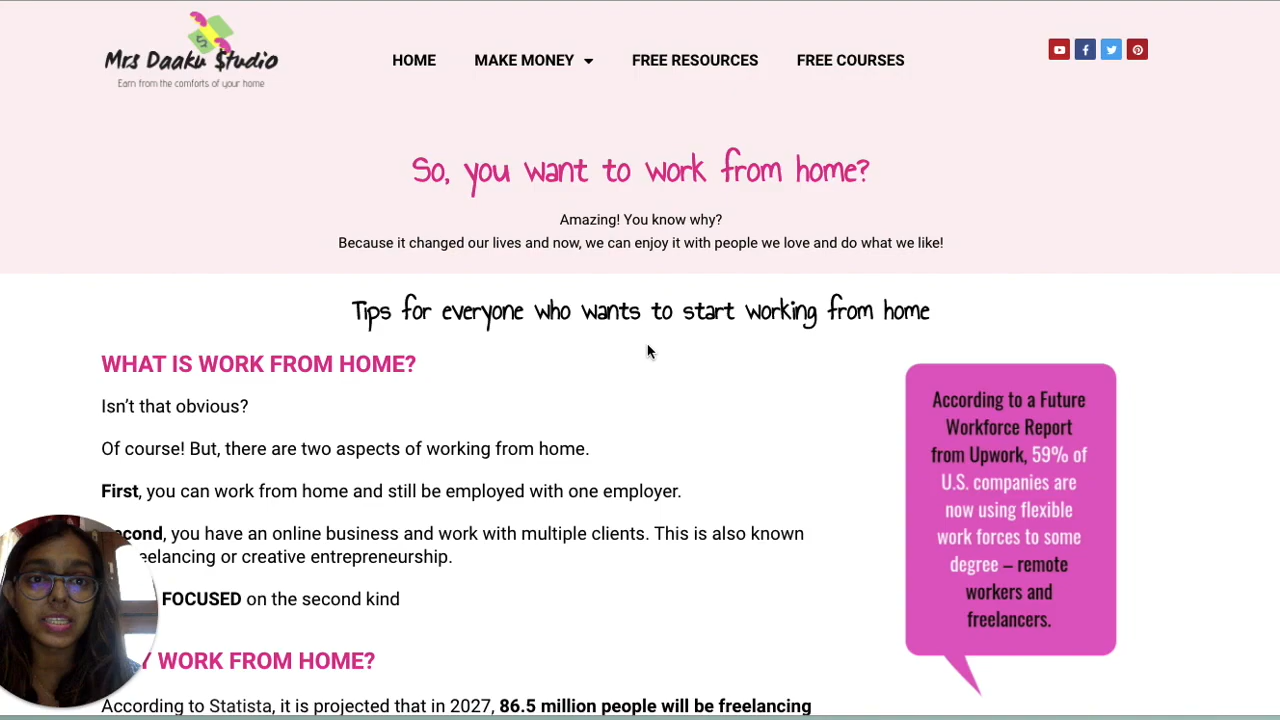 Mrs Daaku $tudio
Earn from the comforts of your home
HOME
MAKE MONEY
FREE RESOURCES
FREE COURSES
So, you want to work from home?
Amazing! You know why?
Because it changed our lives and now, we can enjoy it with people we love and do what we like!
Tips for everyone who wants to start working from home
WHAT IS WORK FROM HOME?
Isn't that obvious?
Of course! But, there are two aspects of working from home.
First, you can work from home and still be employed with one employer.
cond, you have an online business and work with multiple clients. This is also known
eelancing or creative entrepreneurship.
FOCUSED on the second kind
Y WORK FROM HOME?
According to Statista, it is projected that in 2027, 86.5 million people will be freelancing
According to a Future
Workforce Report
from Upwork, 59% of
U.S. companies are
now using flexible
work forces to some
degree – remote
workers and
freelancers.